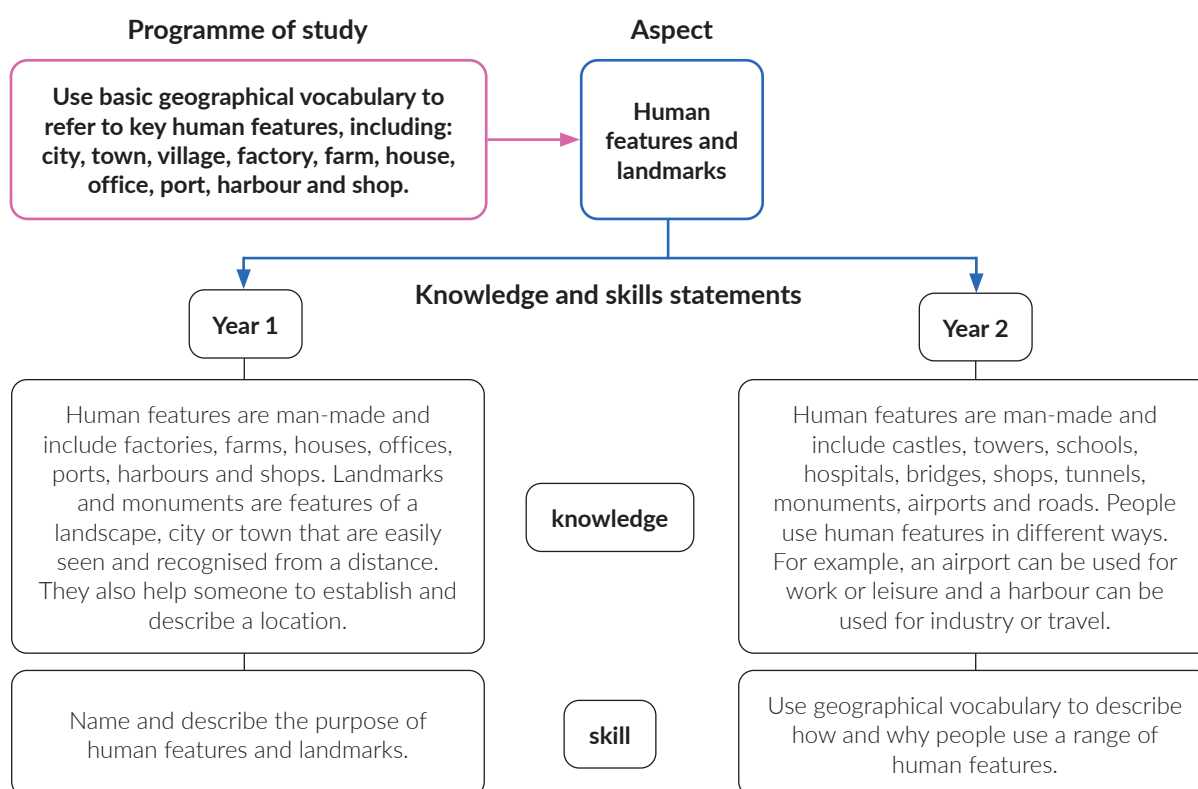 Programme of study
Use basic geographical vocabulary to
refer to key human features, including:
city, town, village, factory, farm, house,
office, port, harbour and shop.
Aspect
Human
features and
landmarks
Knowledge and skills statements
Year 1
Human features are man-made and
include factories, farms, houses, offices,
ports, harbours and shops. Landmarks
and monuments are features of a
landscape, city or town that are easily
seen and recognised from a distance.
They also help someone to establish and
describe a location.
knowledge
Year 2
Human features are man-made and
include castles, towers, schools,
hospitals, bridges, shops, tunnels,
monuments, airports and roads. People
use human features in different ways.
For example, an airport can be used for
work or leisure and a harbour can be
used for industry or travel.
Name and describe the purpose of
human features and landmarks.
skill
Use geographical vocabulary to describe
how and why people use a range of
human features.